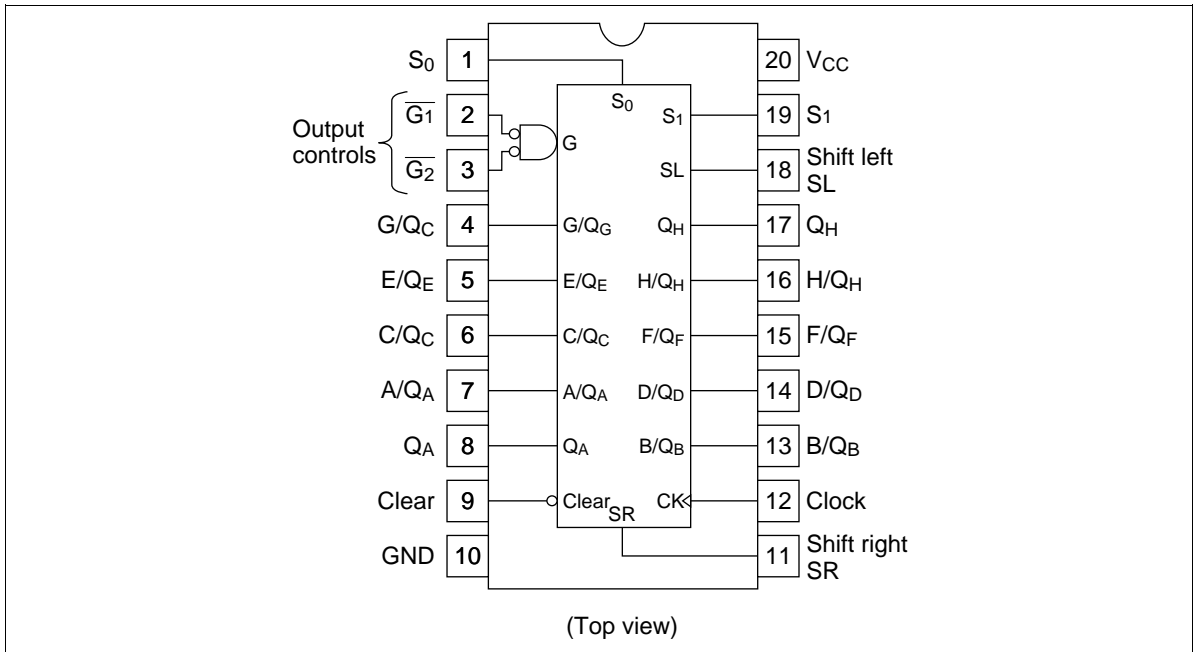 S0 1
20 VCC
S0
G1 2
S1
19 S1
Output
controls
G
G2 3
SL
18 Shift left
SL
G/QC 4
G/QG
QH
17 QH
E/QE 5
E/QE
H/QH
16 H/QH
C/QC 6
C/QC
F/QF
15 F/QF
A/QA 7
A/QA
D/QD
14 D/QD
QA 8
QA
B/QB
13 B/QB
Clear 9
Clear
CK
12 Clock
SR
GND 10
11 Shift right
SR
(Top view)